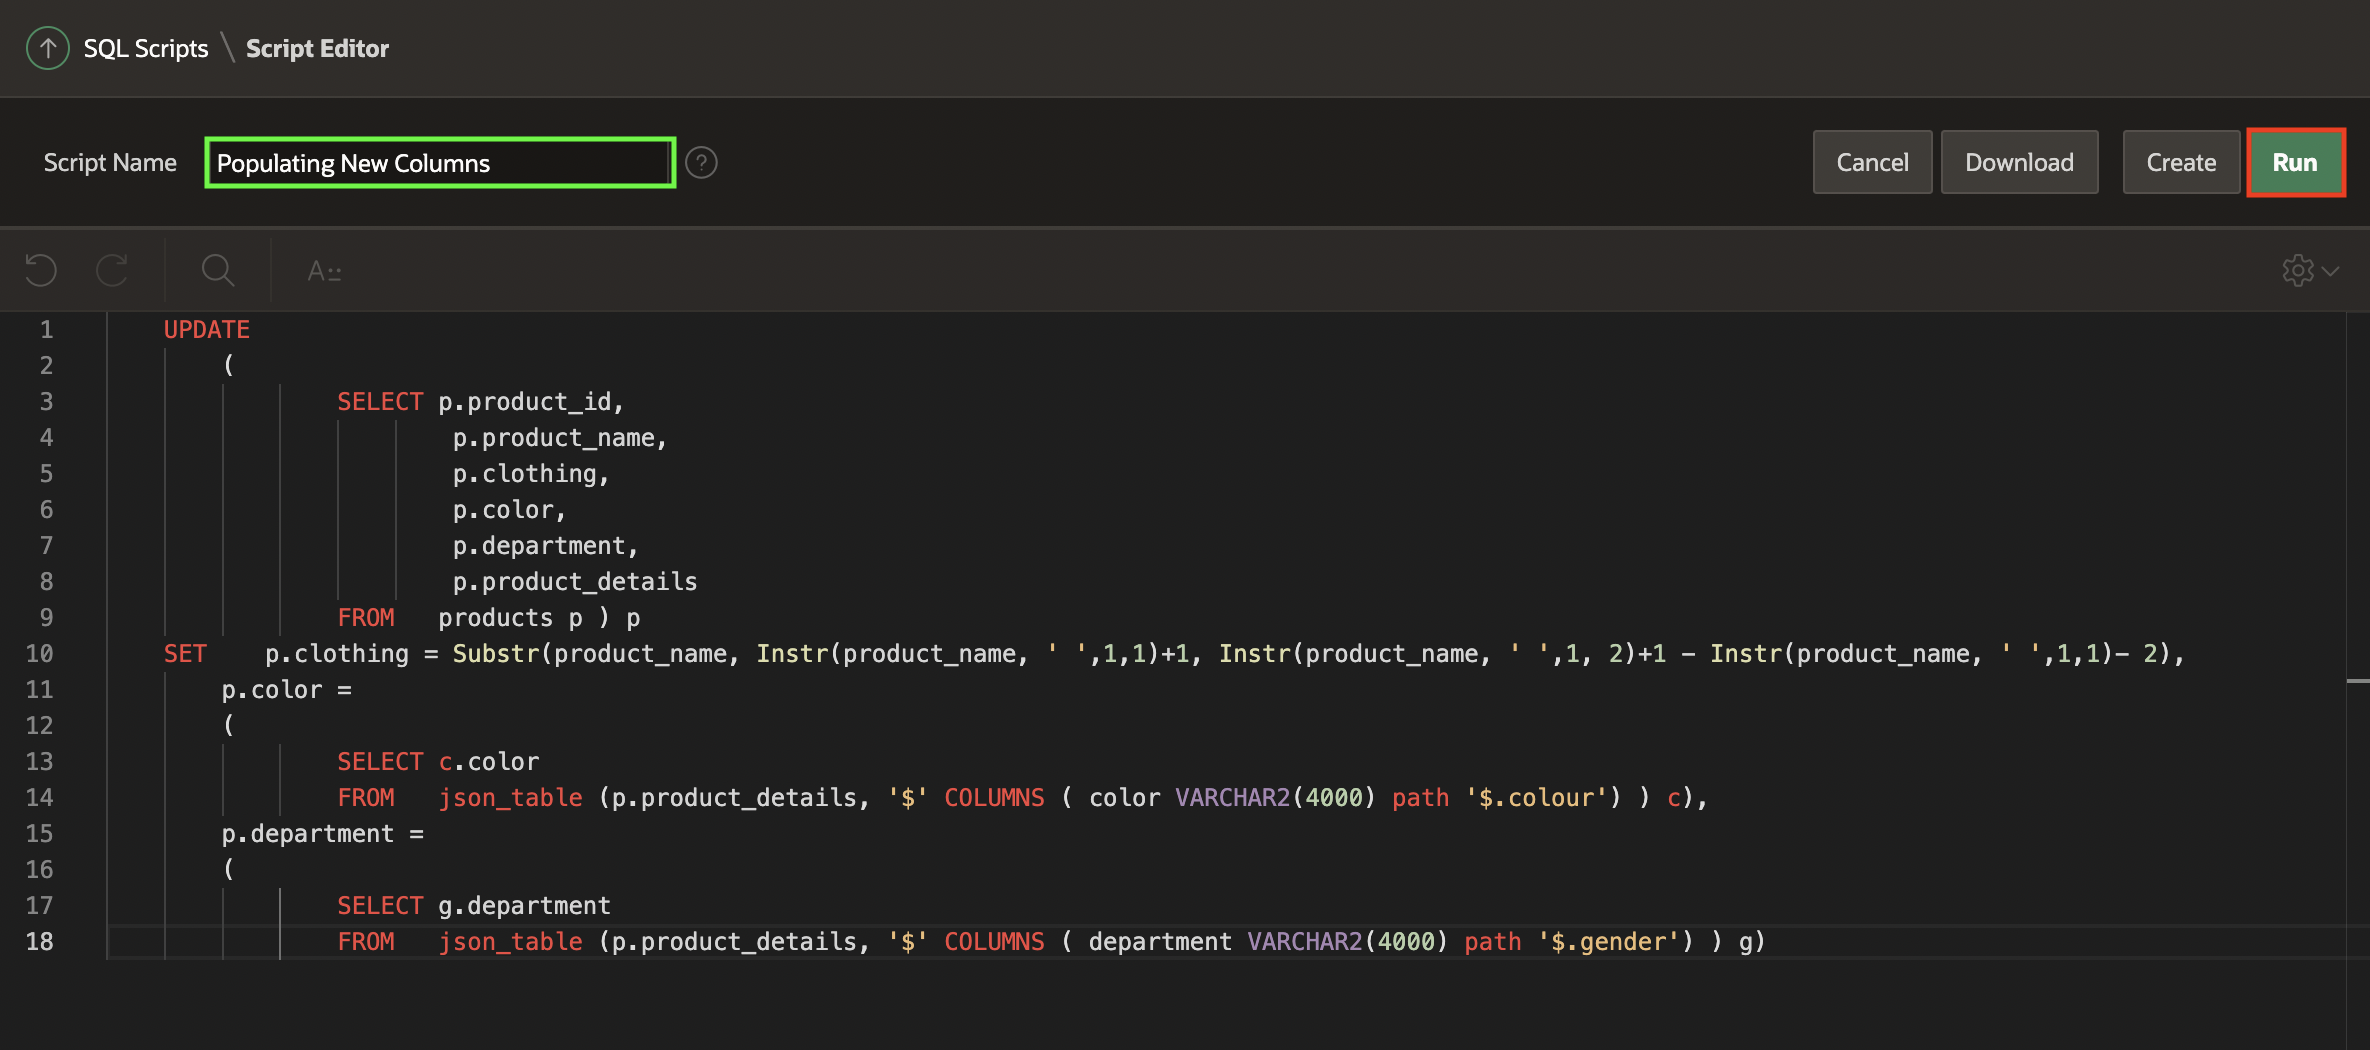 SQL Scripts \ Script Editor
Script Name Populating New Columns ? Cancel Download Create Run
A
1 UPDATE
2 (
3 SELECT p.product_id,
4 p.product_name,
5 p.clothing,
6 p.color,
7 p.department,
8 p.product_details
9 FROM products p ) p
10 SET p.clothing = Substr(product_name, Instr(product_name, ' ',1,1)+1, Instr(product_name, ' ',1, 2)+1 - Instr(product_name, ' ',1,1)- 2),
11 p.color =
12 (
13 SELECT c.color
14 FROM json_table (p.product_details, '$' COLUMNS ( color VARCHAR2(4000) path '$.colour') ) c),
15 p.department =
16 (
17 SELECT g.department
18 FROM json_table (p.product_details, '$' COLUMNS ( department VARCHAR2(4000) path '$.gender') ) g)